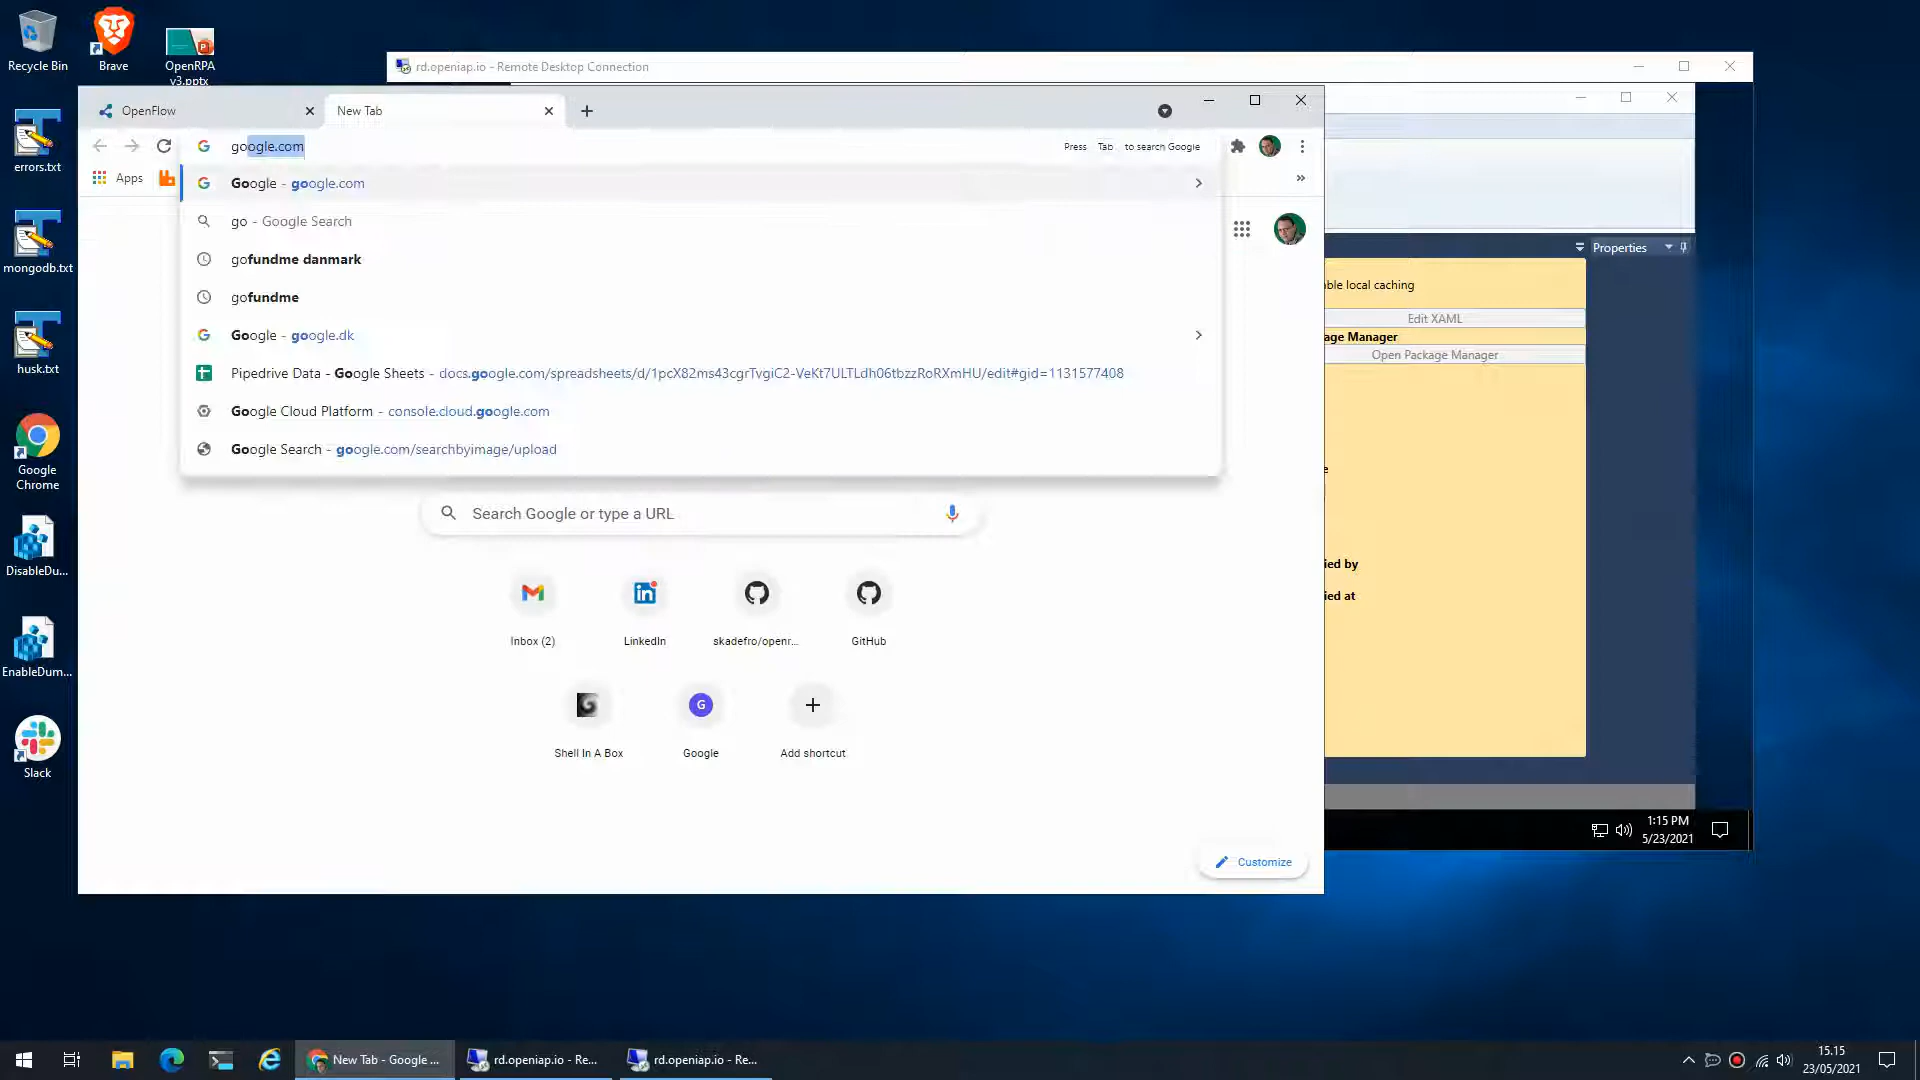 Recycle Bin
Brave
OpenRPA
v3.pptx
errors.txt
mongodb.txt
husk.txt
Google
Chrome
DisableDu...
EnableDum...
Slack
rd.openiap.io - Remote Desktop Connection
OpenFlow
New Tab
google.com
Press Tab to search Google
Apps
Google - google.com
go - Google Search
gofundme danmark
gofundme
Google - google.dk
Pipedrive Data - Google Sheets - docs.google.com/spreadsheets/d/1pcX82ms43cgrTvgiC2-VeKt7ULTLdh06tbzzRoRXmHU/edit#gid=1131577408
Google Cloud Platform - console.cloud.google.com
Google Search - google.com/searchbyimage/upload
Search Google or type a URL
Inbox (2)
LinkedIn
skadefro/openr...
GitHub
Shell In A Box
G
Google
Add shortcut
Customize
Properties
ble local caching
Edit XAML
age Manager
Open Package Manager
e
ied by
ied at
1:15 PM
5/23/2021
New Tab - Google ...
rd.openiap.io - Re...
rd.openiap.io - Re...
15.15
23/05/2021